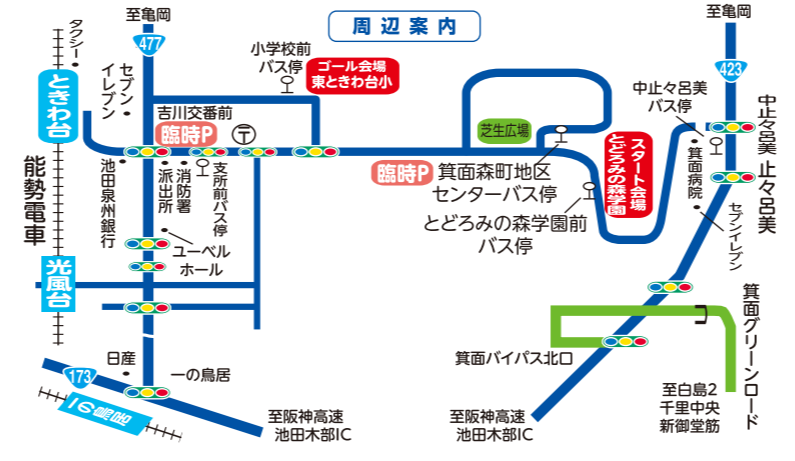 周辺案内
至亀岡
477
タクシー
ときわ台
能勢電車
セブン
イレブン
小学校前
バス停
ゴール会場
東ときわ台小
吉川交番前
臨時P
〒
池田泉州銀行
派出所
消防署
支所前バス停
ユーベル
ホール
光風台
日産
一の鳥居
173
一の鳥居
至阪神高速
池田木部IC
芝生広場
臨時P
箕面森町地区
センターバス停
とどろみの森学園前
バス停
スタート会場
とどろみの森学園
至亀岡
423
中止々呂美
バス停
箕面病院
セブンイレブン
中止々呂美
止々呂美
箕面グリーンロード
箕面バイパス北口
至白島2
千里中央
新御堂筋
至阪神高速
池田木部IC